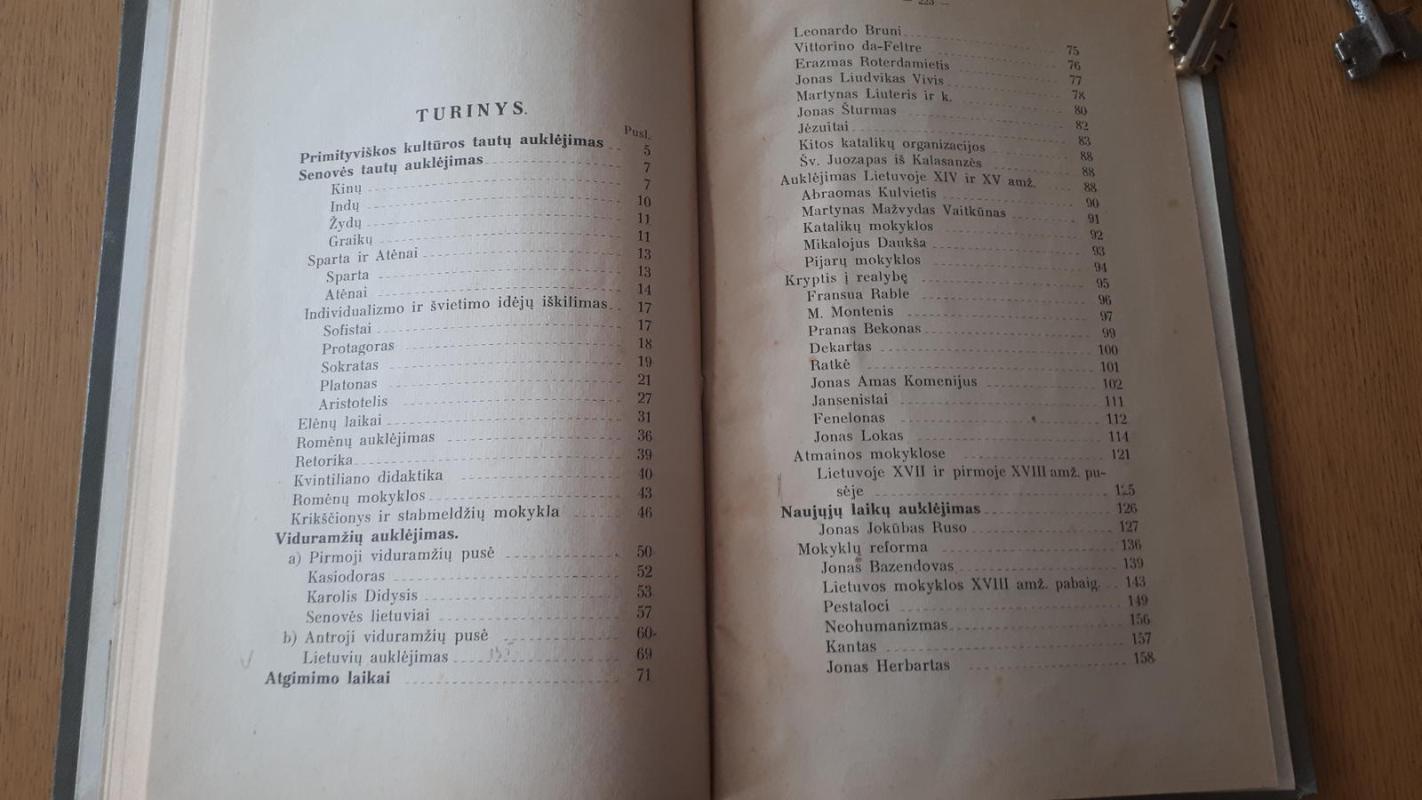 TURINYS.
Pusl.
Primityviškos kultūros tautų auklėjimas 5
Senovės tautų auklėjimas 7
Kinų 7
Indų 10
Žydų 11
Graikų 11
Sparta ir Atėnai 13
Sparta 13
Atėnai 14
Individualizmo ir švietimo idėjų iškilimas 17
Sofistai 17
Protagoras 18
Sokratas 19
Platonas 21
Aristotelis 27
Elėnų laikai 31
Romėnų auklėjimas 36
Retorika 39
Kvintiliano didaktika 40
Romėnų mokyklos 43
Krikščionys ir stabmeldžių mokykla 46
Viduramžių auklėjimas.
a) Pirmoji viduramžių pusė 50
Kasiodoras 52
Karolis Didysis 53
Senovės lietuviai 57
b) Antroji viduramžių pusė 60
Lietuvių auklėjimas 69
Atgimimo laikai 71
— 223 —
Leonardo Bruni 75
Vittorino da-Feltre 76
Erazmas Roterdamietis 77
Jonas Liudvikas Vivis 78
Martynas Liuteris ir k. 80
Jonas Šturmas 82
Jėzuitai 83
Kitos katalikų organizacijos 88
Šv. Juozapas iš Kalasanzės 88
Auklėjimas Lietuvoje XIV ir XV amž. 88
Abraomas Kulvietis 90
Martynas Mažvydas Vaitkūnas 91
Katalikų mokyklos 92
Mikalojus Daukša 93
Pijarų mokyklos 94
Kryptis į realybę 95
Fransua Rable 96
M. Montenis 97
Pranas Bekonas 99
Dekartas 100
Ratkė 101
Jonas Amas Komenijus 102
Jansenistai 111
Fenelonas 112
Jonas Lokas 114
Atmainos mokyklose 121
Lietuvoje XVII ir pirmoje XVIII amž. pu-
sėje 125
Naujųjų laikų auklėjimas 126
Jonas Jokūbas Ruso 127
Mokyklų reforma 136
Jonas Bazendovas 139
Lietuvos mokyklos XVIII amž. pabaig. 143
Pestaloci 149
Neohumanizmas 156
Kantas 157
Jonas Herbartas 158